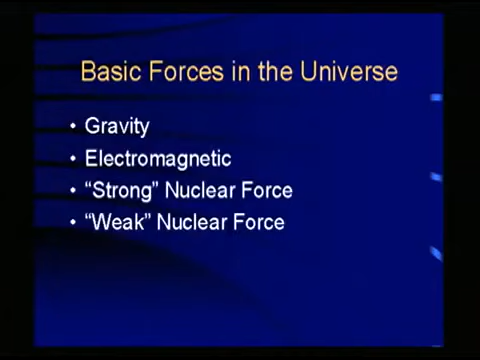 Basic Forces in the Universe
• Gravity
• Electromagnetic
• “Strong” Nuclear Force
• “Weak” Nuclear Force